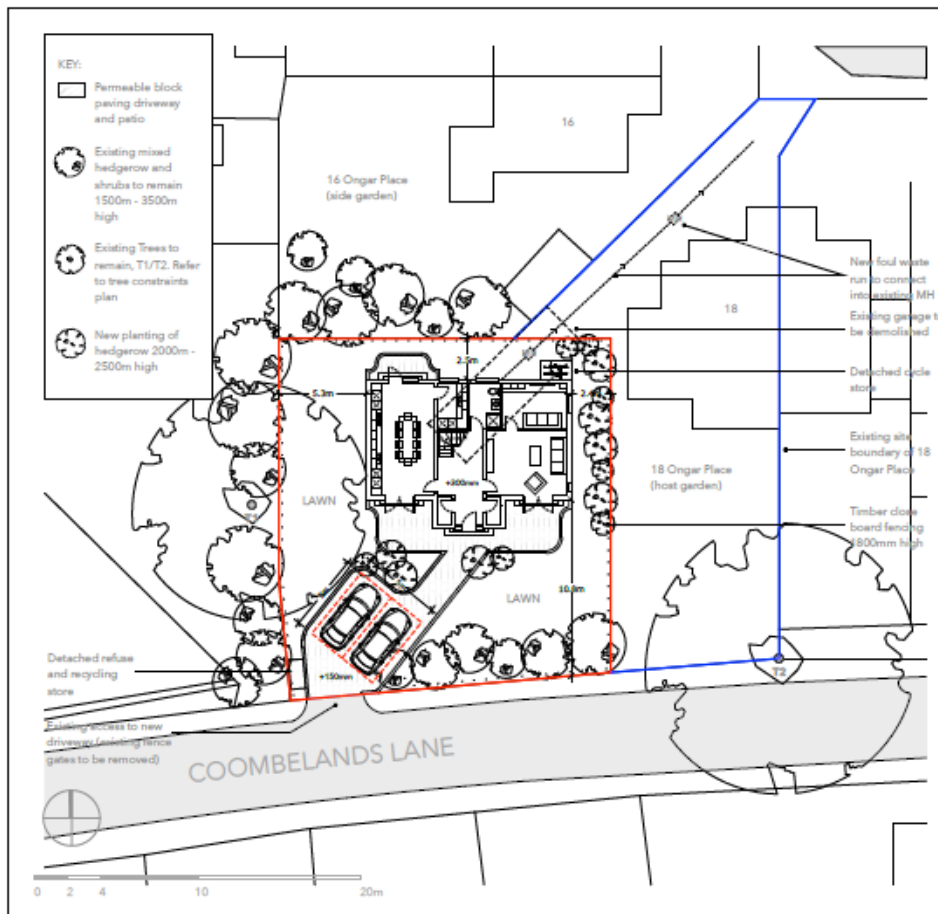 KEY:
Permeable block
paving driveway
and patio
Existing mixed
hedgerow and
shrubs to remain
1500m - 3500m
high
Existing Trees to
remain, T1/T2. Refer
to tree constraints
plan
New planting of
hedgerow 2000m -
2500m high
16
16 Ongar Place
(side garden)
New foul waste
run to connect
into existing MH
18
Existing garage t
be demolished
2.5m
5.3m
Detached cycle
store
Existing site
boundary of 18
Ongar Place
18 Ongar Place
(host garden)
+300mm
LAWN
T1
Timber close
board fencing
1800mm high
LAWN
10.8m
Detached refuse
and recycling
store
+150mm
T2
Existing access to new
driveway (existing fence
gates to be removed)
COOMBELANDS LANE
0 2 4 10 20m